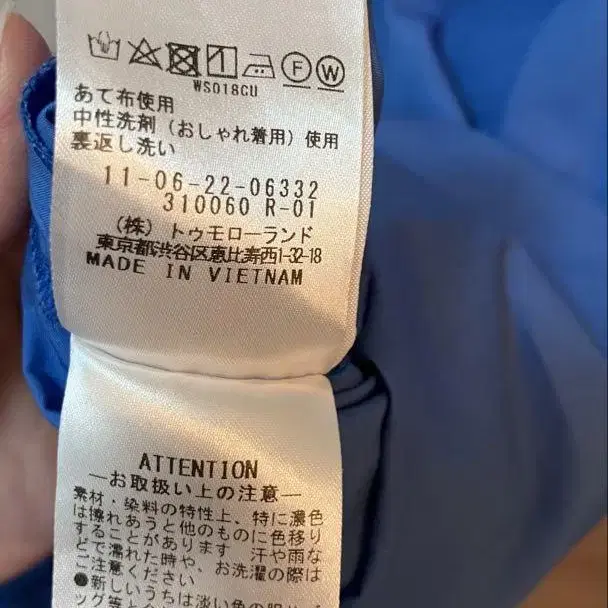 F W
WS018CU
あて布使用
中性洗剤（おしゃれ着用）使用
裏返し洗い
11-06-22-06332
310060 R-01
（株）トゥモローランド
東京都渋谷区恵比寿西1-32-18
MADE IN VIETNAM
ATTENTION
―お取扱い上の注意―
素材・染料の特性上、特に濃色
は擦れあうと他のものに色移り
することがあります 汗や雨な
どで濡れた時や、お洗濯の際は
ご注意ください
●新しいうちは淡い色の